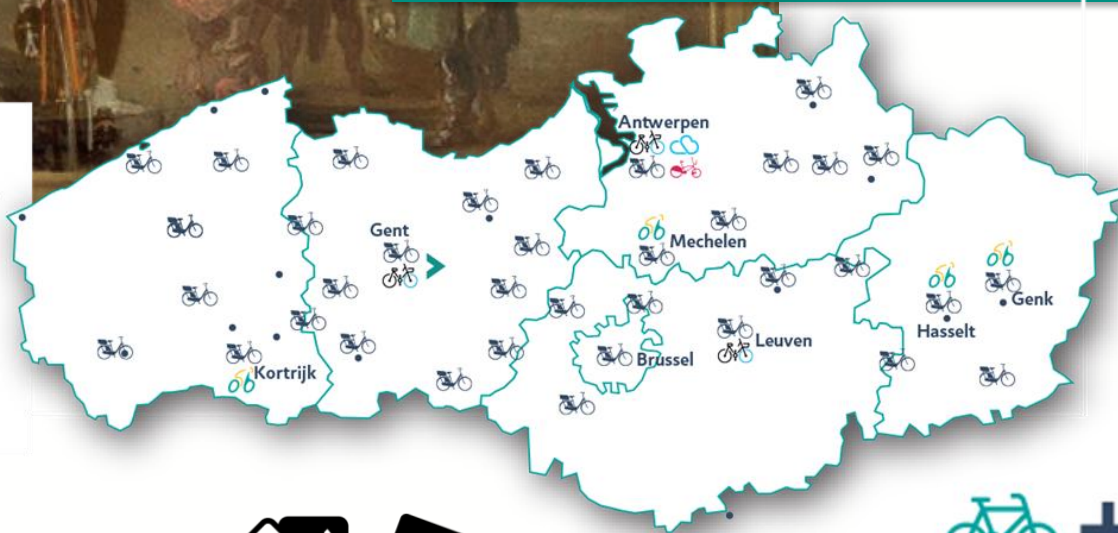 Antwerpen
Gent
Mechelen
Genk
Hasselt
Leuven
Brussel
Kortrijk